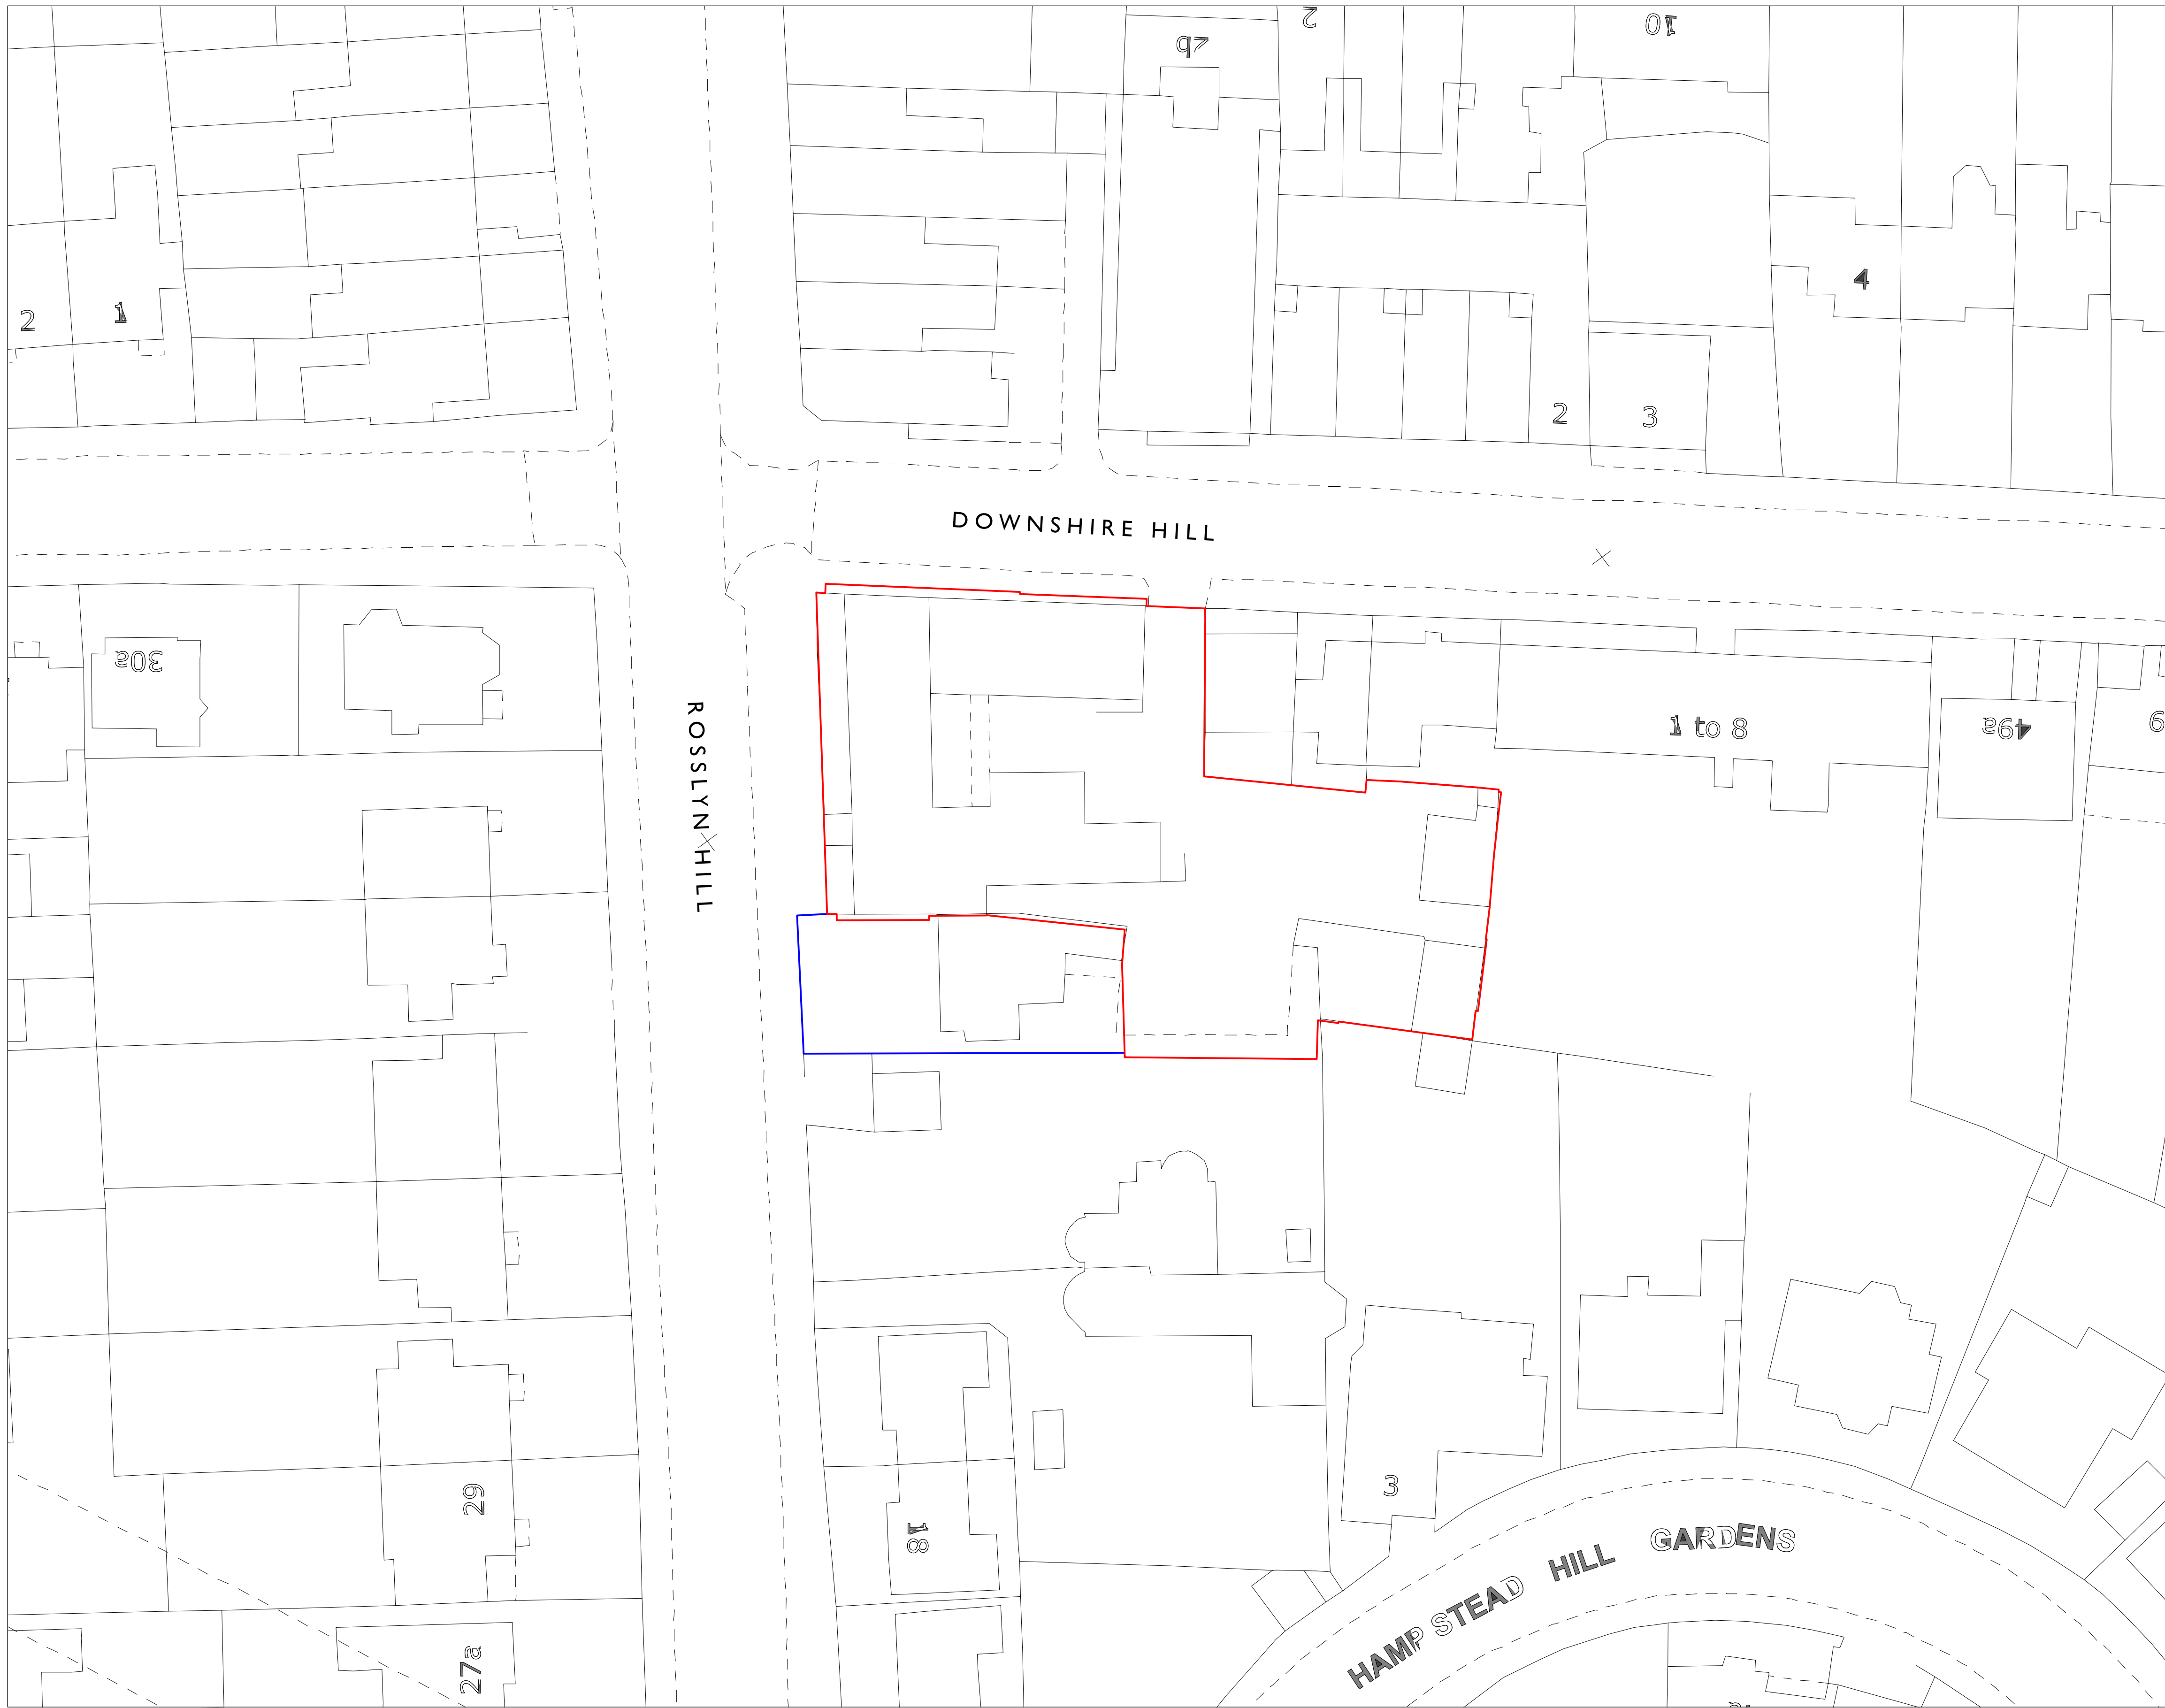 2b
2
10
2
1
4
2
3
DOWNSHIRE HILL
30a
ROSSLYN HILL
1 to 8
49a
3
29
18
27a
HAMPSTEAD HILL GARDENS